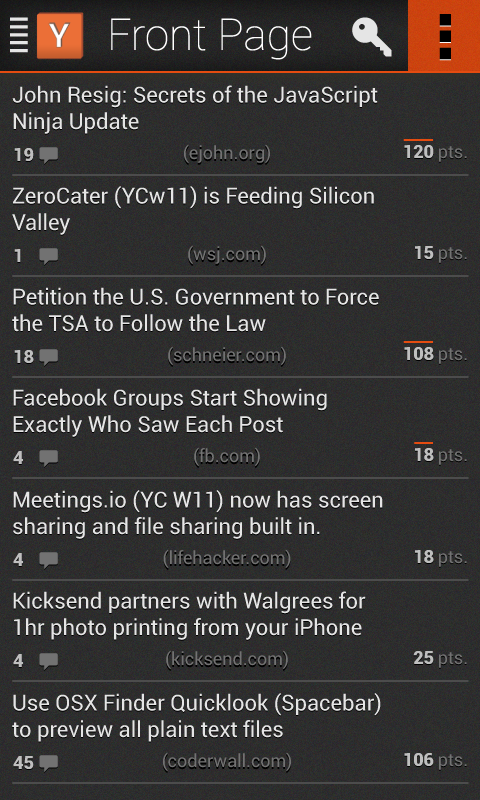 Y Front Page
John Resig: Secrets of the JavaScript
Ninja Update
19 (ejohn.org) 120 pts.
ZeroCater (YCw11) is Feeding Silicon
Valley
1 (wsj.com) 15 pts.
Petition the U.S. Government to Force
the TSA to Follow the Law
18 (schneier.com) 108 pts.
Facebook Groups Start Showing
Exactly Who Saw Each Post
4 (fb.com) 18 pts.
Meetings.io (YC W11) now has screen
sharing and file sharing built in.
4 (lifehacker.com) 18 pts.
Kicksend partners with Walgrees for
1hr photo printing from your iPhone
4 (kicksend.com) 25 pts.
Use OSX Finder Quicklook (Spacebar)
to preview all plain text files
45 (coderwall.com) 106 pts.